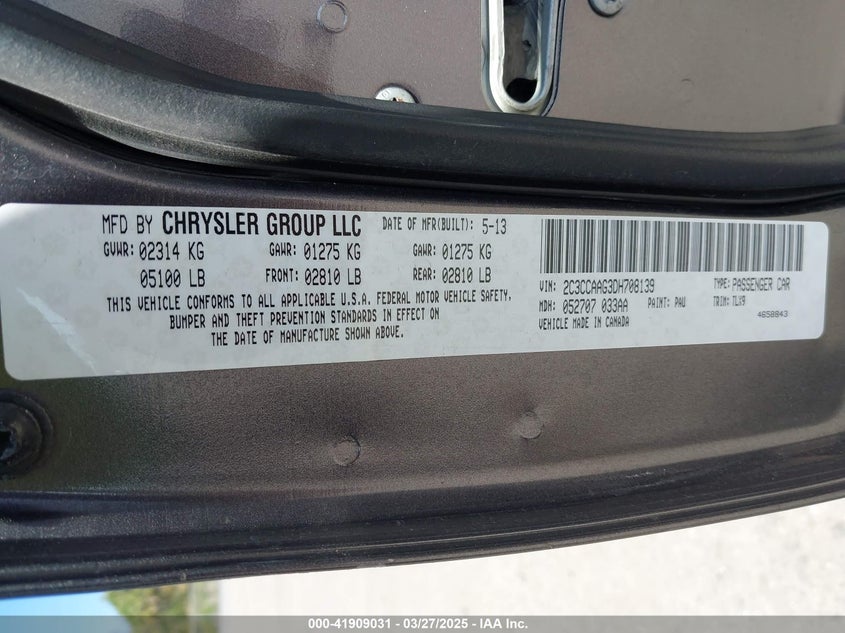 MFD BY CHRYSLER GROUP LLC DATE OF MFR(BUILT): 5-13
GVWR: 02314 KG GAWR: 01275 KG GAWR: 01275 KG
05100 LB FRONT: 02810 LB REAR: 02810 LB
THIS VEHICLE CONFORMS TO ALL APPLICABLE U.S.A. FEDERAL MOTOR VEHICLE SAFETY,
BUMPER AND THEFT PREVENTION STANDARDS IN EFFECT ON
THE DATE OF MANUFACTURE SHOWN ABOVE.
VIN: 2C3CCAAG3DH708139 TYPE: PASSENGER CAR
MDH: 052707 033AA PAINT: PAU TRIM: TLX9
VEHICLE MADE IN CANADA 4658843
000-41909031 - 03/27/2025 - IAA Inc.